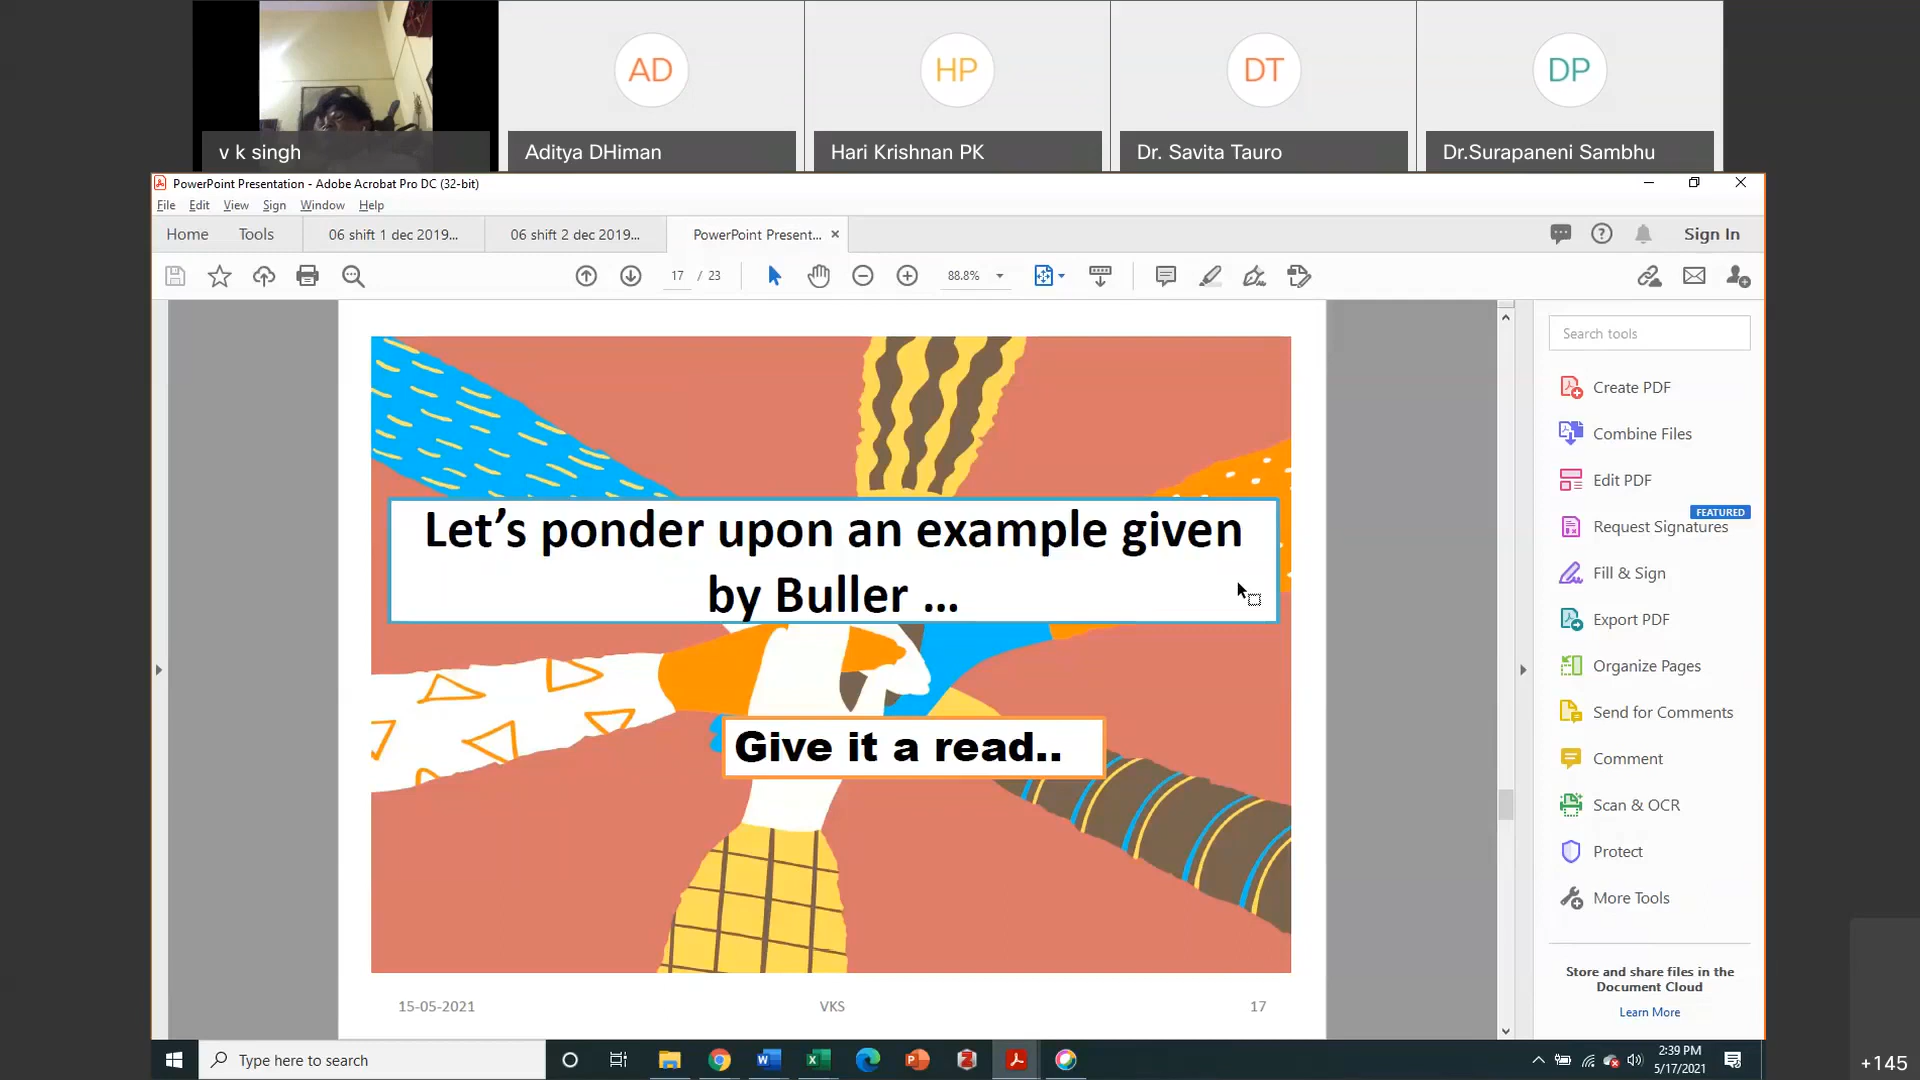 AD
HP
DT
DP
v k singh
Aditya DHiman
Hari Krishnan PK
Dr. Savita Tauro
Dr.Surapaneni Sambhu
PowerPoint Presentation - Adobe Acrobat Pro DC (32-bit)
File Edit View Sign Window Help
Home Tools 06 shift 1 dec 2019... 06 shift 2 dec 2019... PowerPoint Present... Sign In
17 / 23 88.8%
Let's ponder upon an example given
by Buller ...
Give it a read..
15-05-2021 VKS 17
Search tools
Create PDF
Combine Files
Edit PDF
FEATURED
Request Signatures
Fill & Sign
Export PDF
Organize Pages
Send for Comments
Comment
Scan & OCR
Protect
More Tools
Store and share files in the
Document Cloud
Learn More
Type here to search
2:39 PM
5/17/2021
+145